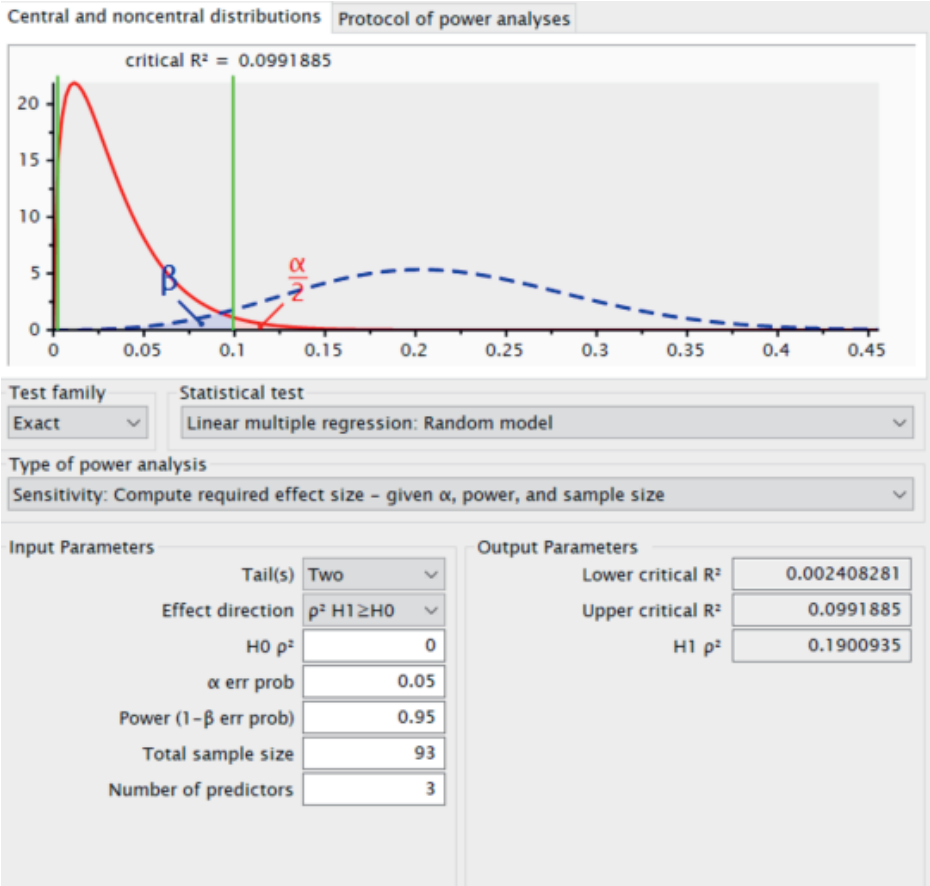 Central and noncentral distributions Protocol of power analyses
critical R² = 0.0991885
20
15
10
5
0
β
α
2
0 0.05 0.1 0.15 0.2 0.25 0.3 0.35 0.4 0.45
Test family Statistical test
Exact Linear multiple regression: Random model
Type of power analysis
Sensitivity: Compute required effect size – given α, power, and sample size
Input Parameters Output Parameters
Tail(s) Two Lower critical R² 0.002408281
Effect direction ρ² H1≥H0 Upper critical R² 0.0991885
H0 ρ² 0 H1 ρ² 0.1900935
α err prob 0.05
Power (1–β err prob) 0.95
Total sample size 93
Number of predictors 3